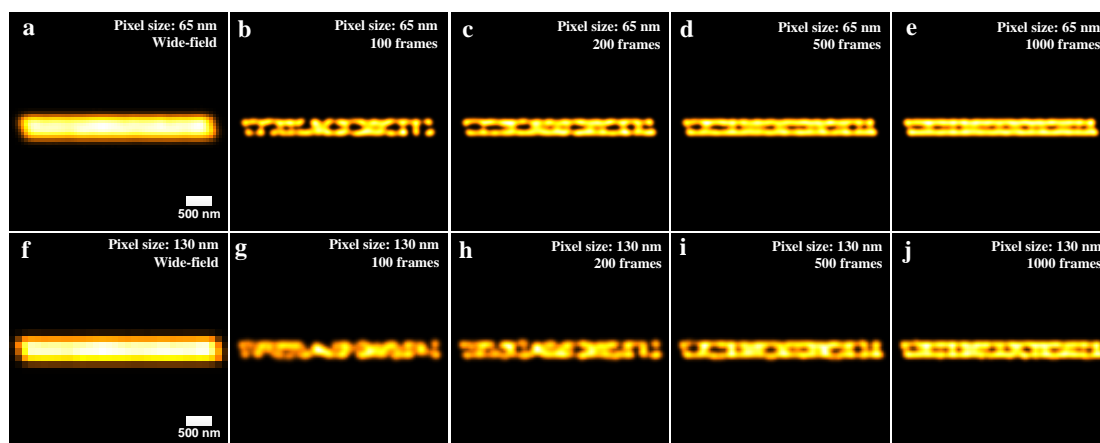 a
Pixel size: 65 nm
Wide-field
500 nm
b
Pixel size: 65 nm
100 frames
c
Pixel size: 65 nm
200 frames
d
Pixel size: 65 nm
500 frames
e
Pixel size: 65 nm
1000 frames
f
Pixel size: 130 nm
Wide-field
500 nm
g
Pixel size: 130 nm
100 frames
h
Pixel size: 130 nm
200 frames
i
Pixel size: 130 nm
500 frames
j
Pixel size: 130 nm
1000 frames